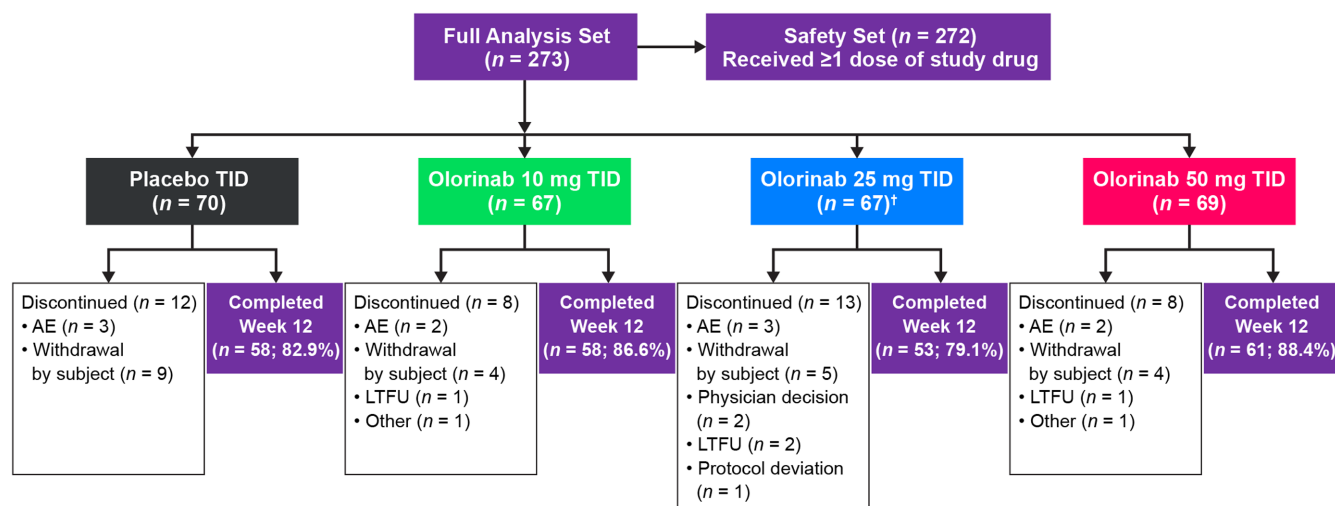 Full Analysis Set
(n = 273)
Safety Set (n = 272)
Received ≥1 dose of study drug
Placebo TID
(n = 70)
Olorinab 10 mg TID
(n = 67)
Olorinab 25 mg TID
(n = 67)†
Olorinab 50 mg TID
(n = 69)
Discontinued (n = 12)
• AE (n = 3)
• Withdrawal
by subject (n = 9)
Completed
Week 12
(n = 58; 82.9%)
Discontinued (n = 8)
• AE (n = 2)
• Withdrawal
by subject (n = 4)
• LTFU (n = 1)
• Other (n = 1)
Completed
Week 12
(n = 58; 86.6%)
Discontinued (n = 13)
• AE (n = 3)
• Withdrawal
by subject (n = 5)
• Physician decision
(n = 2)
• LTFU (n = 2)
• Protocol deviation
(n = 1)
Completed
Week 12
(n = 53; 79.1%)
Discontinued (n = 8)
• AE (n = 2)
• Withdrawal
by subject (n = 4)
• LTFU (n = 1)
• Other (n = 1)
Completed
Week 12
(n = 61; 88.4%)